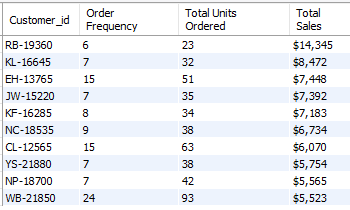 Customer_id Order Frequency Total Units Ordered Total Sales
RB-19360 6 23 $14,345
KL-16645 7 32 $8,472
EH-13765 15 51 $7,448
JW-15220 7 35 $7,392
KF-16285 8 34 $7,183
NC-18535 9 38 $6,734
CL-12565 15 63 $6,070
YS-21880 7 38 $5,754
NP-18700 7 42 $5,565
WB-21850 24 93 $5,523